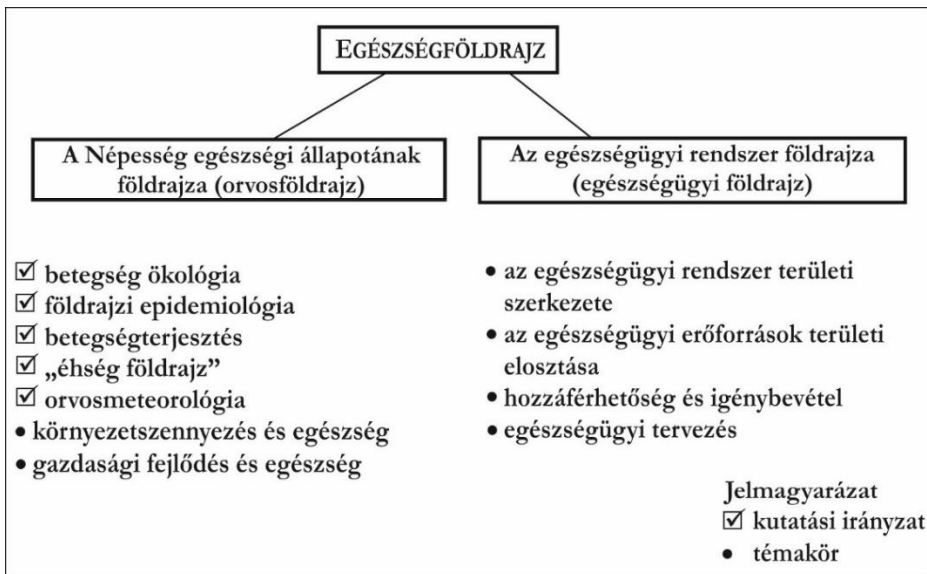 EGÉSZSÉGFÖLDRAJZ
A Népesség egészségi állapotának
földrajza (orvosföldrajz)
Az egészségügyi rendszer földrajza
(egészségügyi földrajz)
☑ betegség ökológia
☑ földrajzi epidemiológia
☑ betegségterjesztés
☑ „éhség földrajz”
☑ orvosmeteorológia
• környezetszennyezés és egészség
• gazdasági fejlődés és egészség
• az egészségügyi rendszer területi
szerkezete
• az egészségügyi erőforrások területi
elosztása
• hozzáférhetőség és igénybevétel
• egészségügyi tervezés
Jelmagyarázat
☑ kutatási irányzat
• témakör